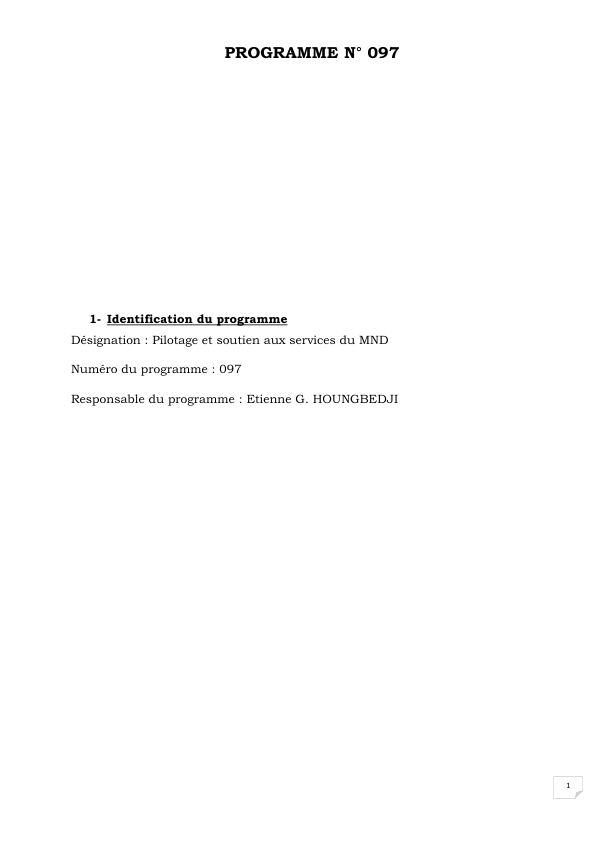 PROGRAMME N° 097
1- Identification du programme
Désignation : Pilotage et soutien aux services du MND
Numéro du programme : 097
Responsable du programme : Etienne G. HOUNGBEDJI
1